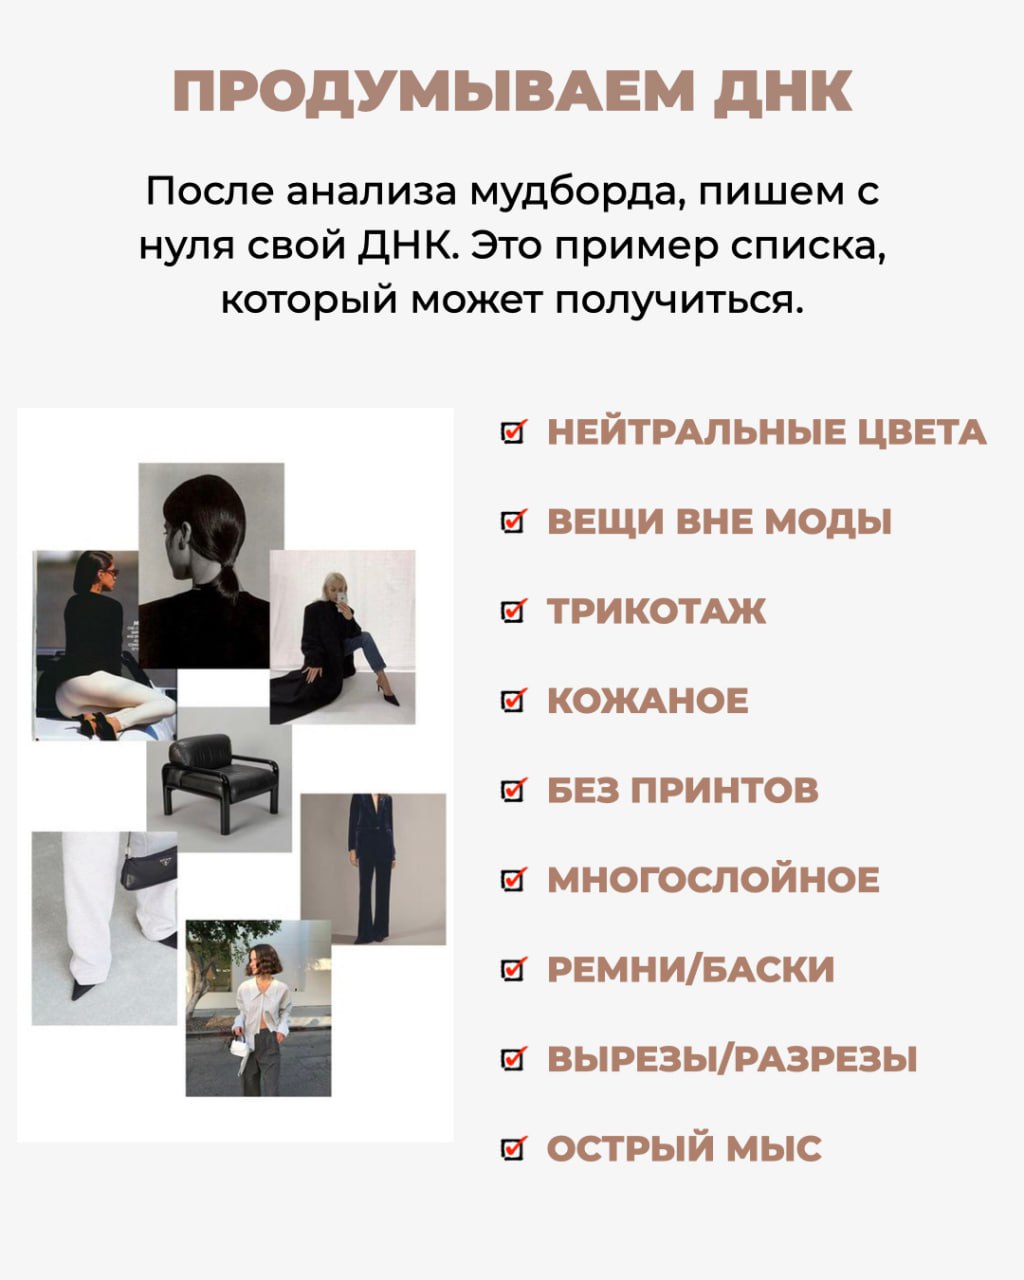 ПРОДУМЫВАЕМ ДНК
После анализа мудборда, пишем с
нуля свой ДНК. Это пример списка,
который может получиться.
НЕЙТРАЛЬНЫЕ ЦВЕТА
ВЕЩИ ВНЕ МОДЫ
ТРИКОТАЖ
КОЖАНОЕ
БЕЗ ПРИНТОВ
МНОГОСЛОЙНОЕ
РЕМНИ/БАСКИ
ВЫРЕЗЫ/РАЗРЕЗЫ
ОСТРЫЙ МЫС